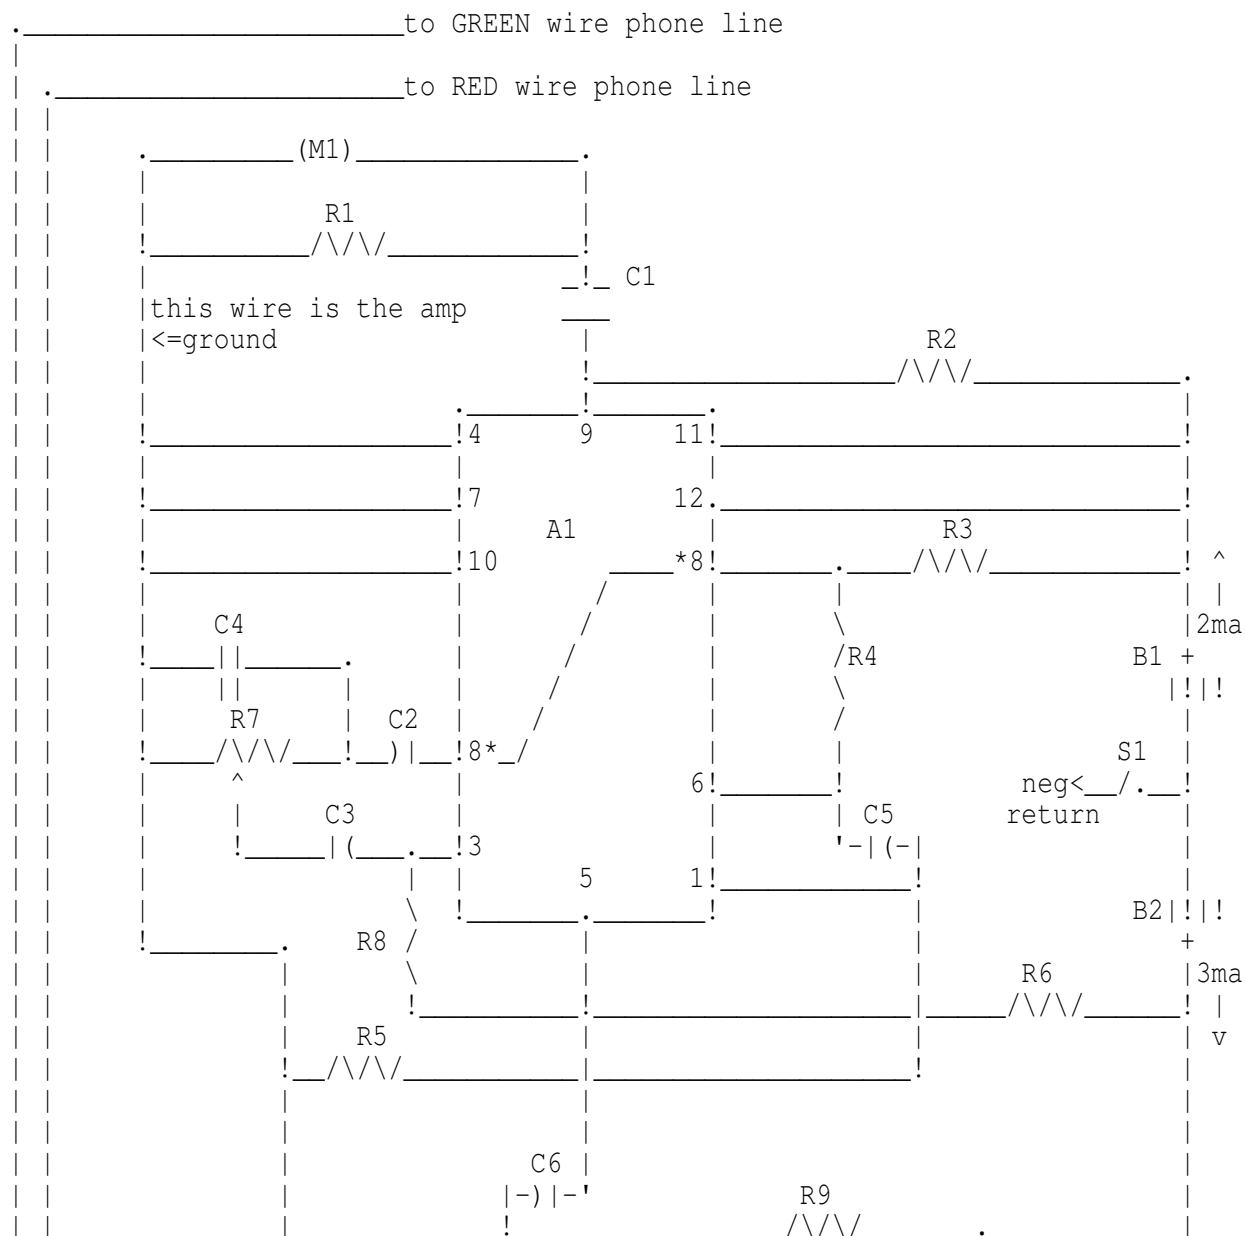 to GREEN wire phone line
to RED wire phone line
(M1)
R1
C1
this wire is the amp
<=ground
R2
4 9 11
7 12
A1 R3
10 *8 ^
C4 2ma
R4 B1 +
R7 C2
8* S1
^ 6 neg<
C3 C5 return
3
5 1
B2
R8 +
R6 3ma
R5 v
C6
R9